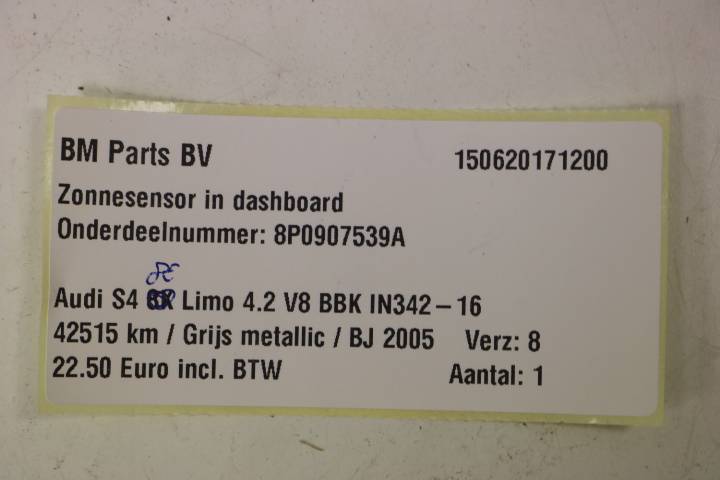 BM Parts BV 150620171200
Zonnesensor in dashboard
Onderdeelnummer: 8P0907539A
8E
Audi S4 Limo 4.2 V8 BBK IN342-16
42515 km / Grijs metallic / BJ 2005 Verz: 8
22.50 Euro incl. BTW Aantal: 1